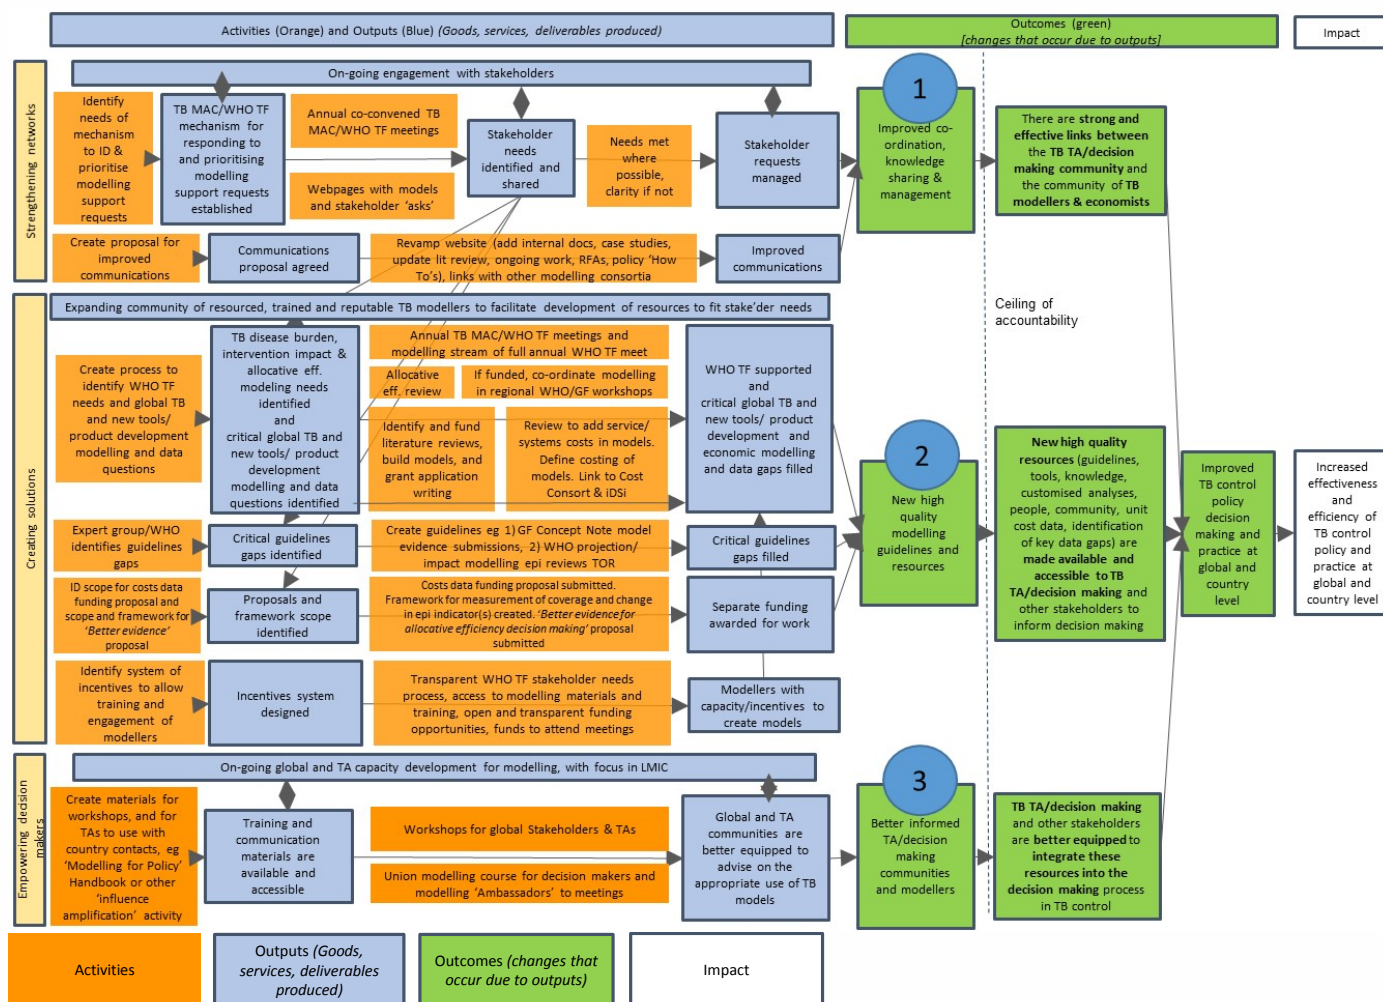 Activities (Orange) and Outputs (Blue) (Goods, services, deliverables produced)
Outcomes (green)
[changes that occur due to outputs]
Impact
Strengthening networks
On-going engagement with stakeholders
Identify
needs of
mechanism
to ID &
prioritise
modelling
support
requests
TB MAC/WHO TF
mechanism for
responding to
and prioritising
modelling
support requests
established
Annual co-convened TB
MAC/WHO TF meetings
Webpages with models
and stakeholder 'asks'
Stakeholder
needs
identified and
shared
Needs met
where
possible,
clarity if not
Stakeholder
requests
managed
1
Improved co-
ordination,
knowledge
sharing &
management
There are strong and
effective links between
the TB TA/decision
making community and
the community of TB
modellers & economists
Create proposal for
improved
communications
Communications
proposal agreed
Revamp website (add internal docs, case studies,
update lit review, ongoing work, RFAs, policy 'How
To's), links with other modelling consortia
Improved
communications
Ceiling of
accountability
Creating solutions
Expanding community of resourced, trained and reputable TB modellers to facilitate development of resources to fit stake'der needs
Create process to
identify WHO TF
needs and global TB
and new tools/
product development
modelling and data
questions
TB disease burden,
intervention impact &
allocative eff.
modeling needs
identified
and
critical global TB and
new tools/ product
development
modelling and data
questions identified
Annual TB MAC/WHO TF meetings and
modelling stream of full annual WHO TF meet
Allocative
eff. review
If funded, co-ordinate modelling
in regional WHO/GF workshops
Identify and fund
literature reviews,
build models, and
grant application
writing
Review to add service/
systems costs in models.
Define costing of
models. Link to Cost
Consort & iDSi
WHO TF supported
and
critical global TB and
new tools/ product
development and
economic modelling
and data gaps filled
2
New high
quality
modelling
guidelines and
resources
New high quality
resources (guidelines,
tools, knowledge,
customised analyses,
people, community, unit
cost data, identification
of key data gaps) are
made available and
accessible to TB
TA/decision making and
other stakeholders to
inform decision making
Improved
TB control
policy
decision
making and
practice at
global and
country
level
Increased
effectiveness
and
efficiency of
TB control
policy and
practice at
global and
country level
Expert group/WHO
identifies guidelines
gaps
Critical guidelines
gaps identified
Create guidelines eg 1) GF Concept Note model
evidence submissions, 2) WHO projection/
impact modelling epi reviews TOR
Critical guidelines
gaps filled
ID scope for costs data
funding proposal and
scope and framework for
'Better evidence'
proposal
Proposals and
framework scope
identified
Costs data funding proposal submitted.
Framework for measurement of coverage and change
in epi indicator(s) created. 'Better evidence for
allocative efficiency decision making' proposal
submitted
Separate funding
awarded for work
Identify system of
incentives to allow
training and
engagement of
modellers
Incentives system
designed
Transparent WHO TF stakeholder needs
process, access to modelling materials and
training, open and transparent funding
opportunities, funds to attend meetings
Modellers with
capacity/incentives to
create models
Empowering decision
makers
On-going global and TA capacity development for modelling, with focus in LMIC
Create materials for
workshops, and for
TAs to use with
country contacts, eg
'Modelling for Policy'
Handbook or other
'influence
amplification' activity
Training and
communication
materials are
available and
accessible
Workshops for global Stakeholders & TAs
Union modelling course for decision makers and
modelling 'Ambassadors' to meetings
Global and TA
communities are
better equipped to
advise on the
appropriate use of TB
models
3
Better informed
TA/decision
making
communities
and modellers
TB TA/decision making
and other stakeholders
are better equipped to
integrate these
resources into the
decision making process
in TB control
Activities
Outputs (Goods,
services, deliverables
produced)
Outcomes (changes that
occur due to outputs)
Impact